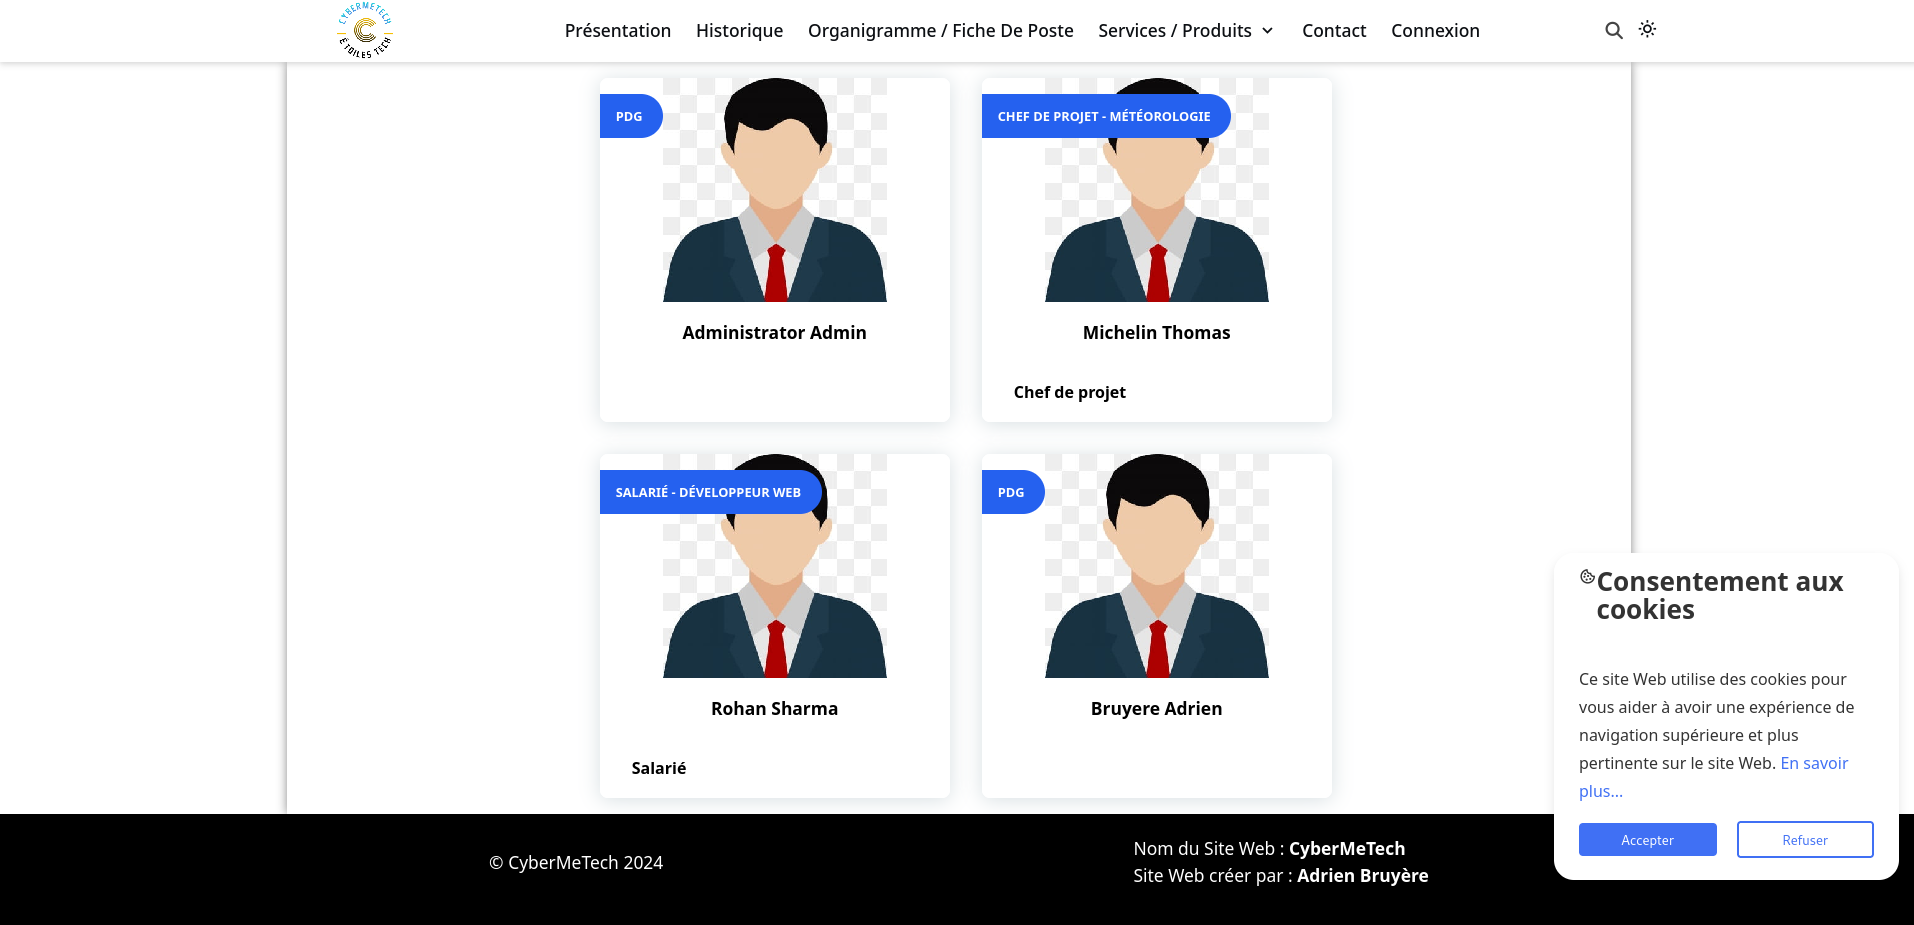 CYBERMETECH
ÉTOILES TECH
Présentation
Historique
Organigramme / Fiche De Poste
Services / Produits
Contact
Connexion
PDG
Administrator Admin
CHEF DE PROJET - MÉTÉOROLOGIE
Michelin Thomas
Chef de projet
SALARIÉ - DÉVELOPPEUR WEB
Rohan Sharma
Salarié
PDG
Bruyere Adrien
Consentement aux
cookies
Ce site Web utilise des cookies pour
vous aider à avoir une expérience de
navigation supérieure et plus
pertinente sur le site Web. En savoir
plus...
Accepter
Refuser
© CyberMeTech 2024
Nom du Site Web : CyberMeTech
Site Web créer par : Adrien Bruyère